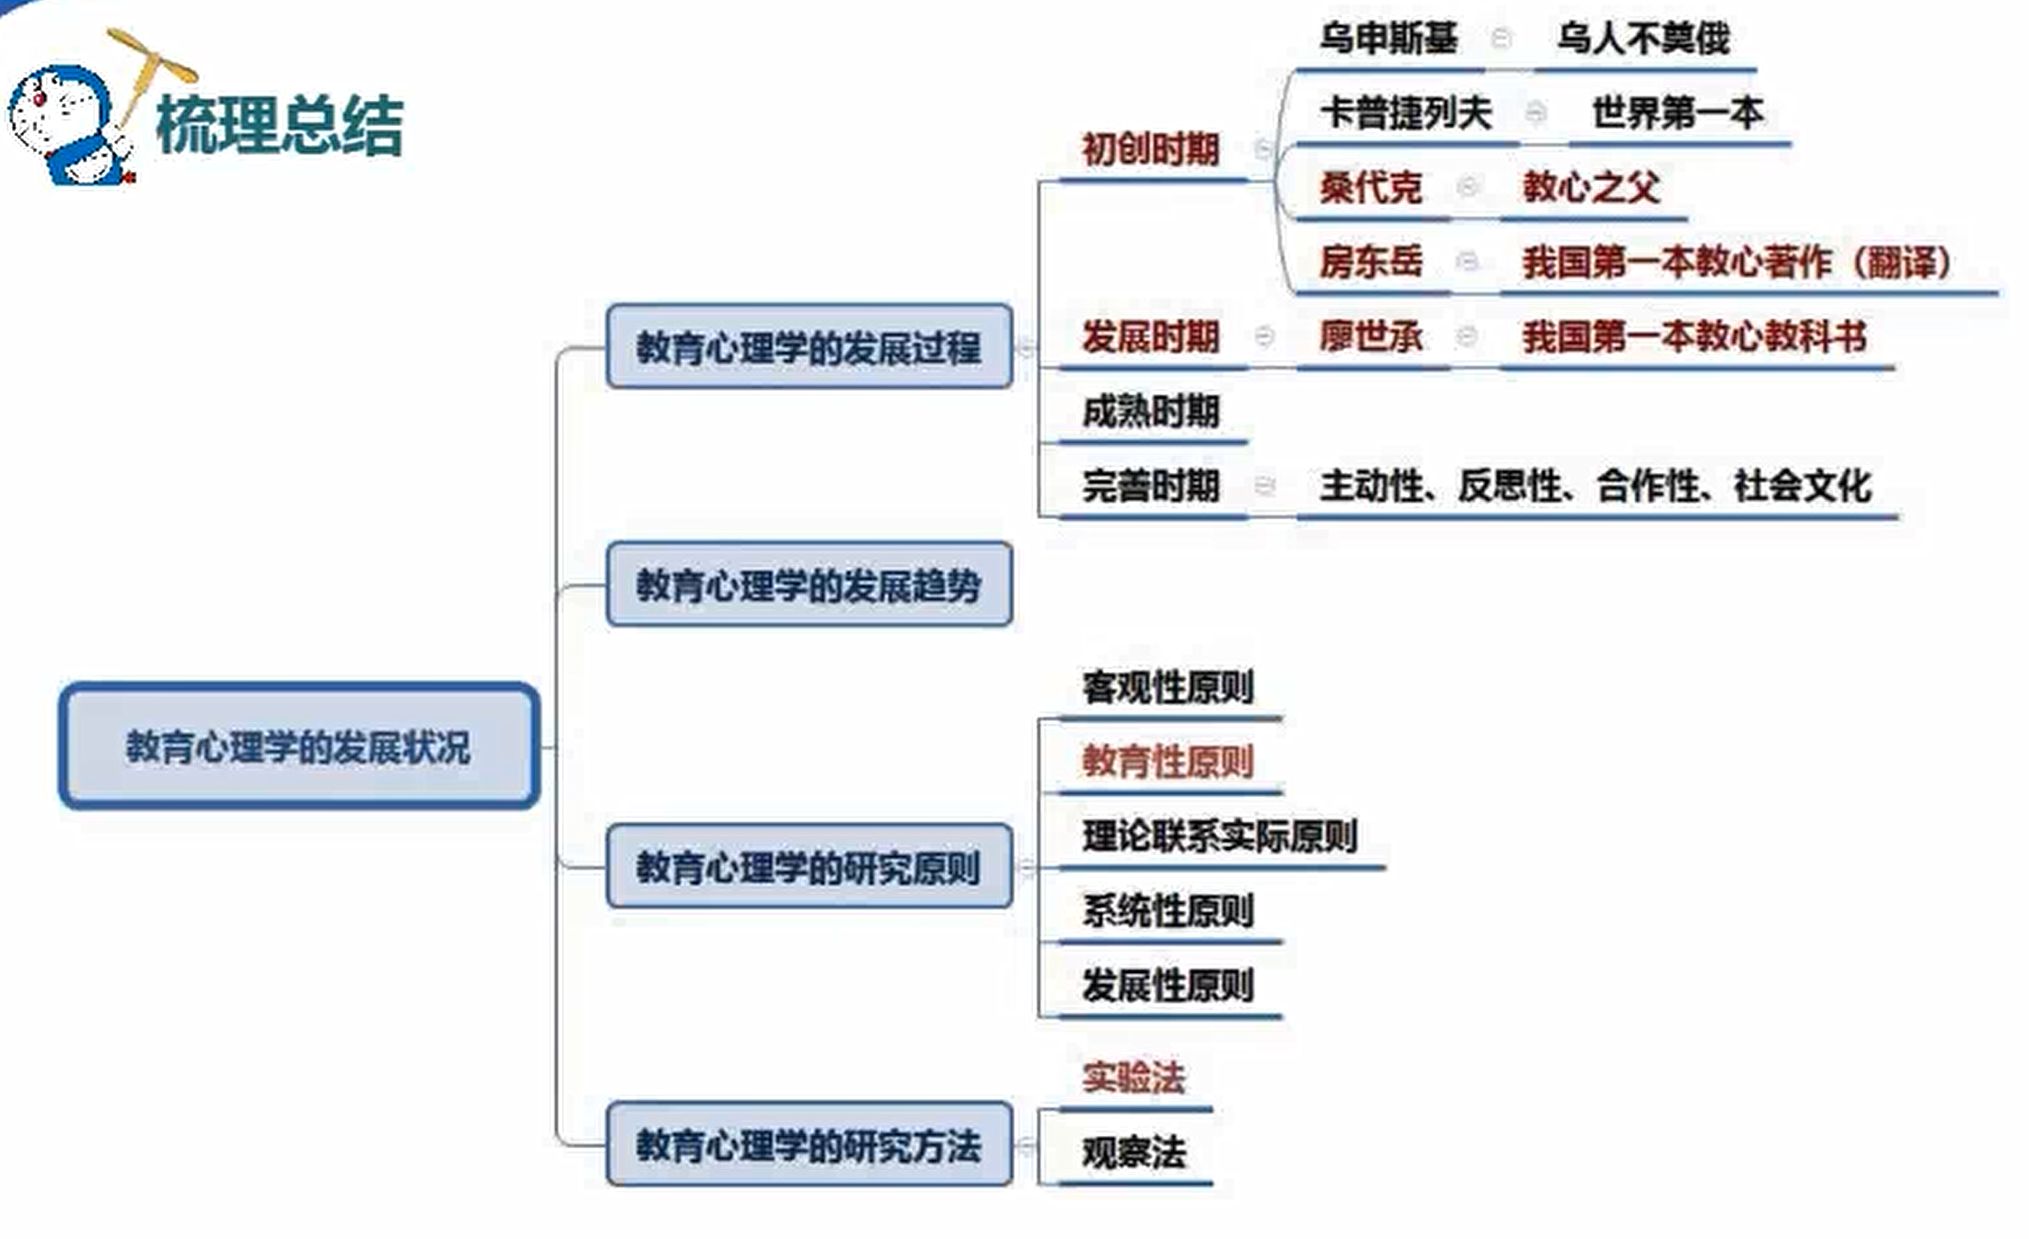 梳理总结
教育心理学的发展状况
教育心理学的发展过程
初创时期
乌申斯基
乌人不奠俄
卡普捷列夫
世界第一本
桑代克
教心之父
房东岳
我国第一本教心著作（翻译）
发展时期
廖世承
我国第一本教心教科书
成熟时期
完善时期
主动性、反思性、合作性、社会文化
教育心理学的发展趋势
教育心理学的研究原则
客观性原则
教育性原则
理论联系实际原则
系统性原则
发展性原则
教育心理学的研究方法
实验法
观察法